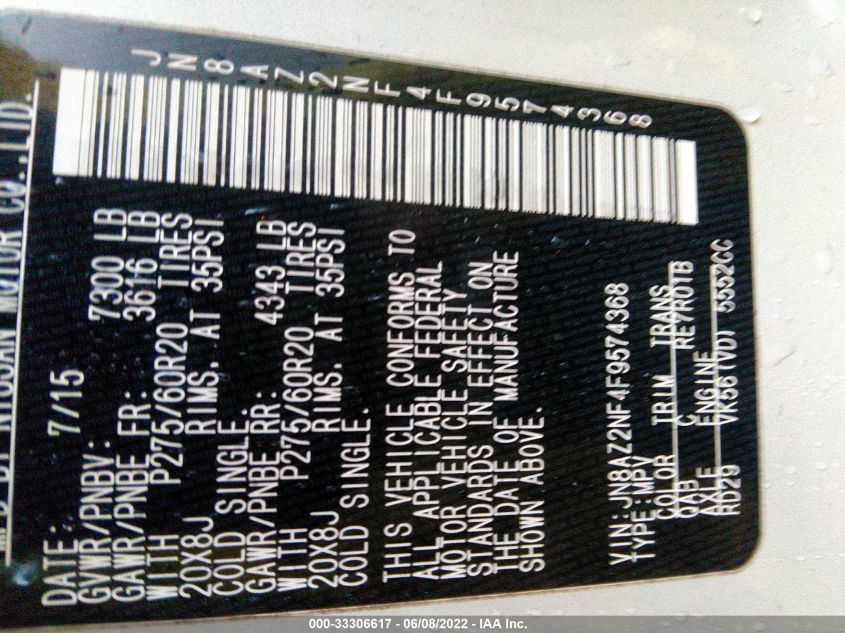 MFD BY NISSAN MOTOR CO.,LTD.
JN8AZ2NF4F9574368
DATE: 7/15
GVWR/PNBV: 7300 LB
GAWR/PNBE FR: 3616 LB
WITH P275/60R20 TIRES
20X8J RIMS. AT 35PSI
COLD SINGLE.
GAWR/PNBE RR: 4343 LB
WITH P275/60R20 TIRES
20X8J RIMS. AT 35PSI
COLD SINGLE.
THIS VEHICLE CONFORMS TO
ALL APPLICABLE FEDERAL
MOTOR VEHICLE SAFETY
STANDARDS IN EFFECT ON
THE DATE OF MANUFACTURE
SHOWN ABOVE.
VIN:JN8AZ2NF4F9574368
TYPE:MPV
COLOR TRIM TRANS
QAB C RE7R01B
AXLE ENGINE
RD29 VK56(VD) 5552CC
000-33306617 - 06/08/2022 - IAA Inc.